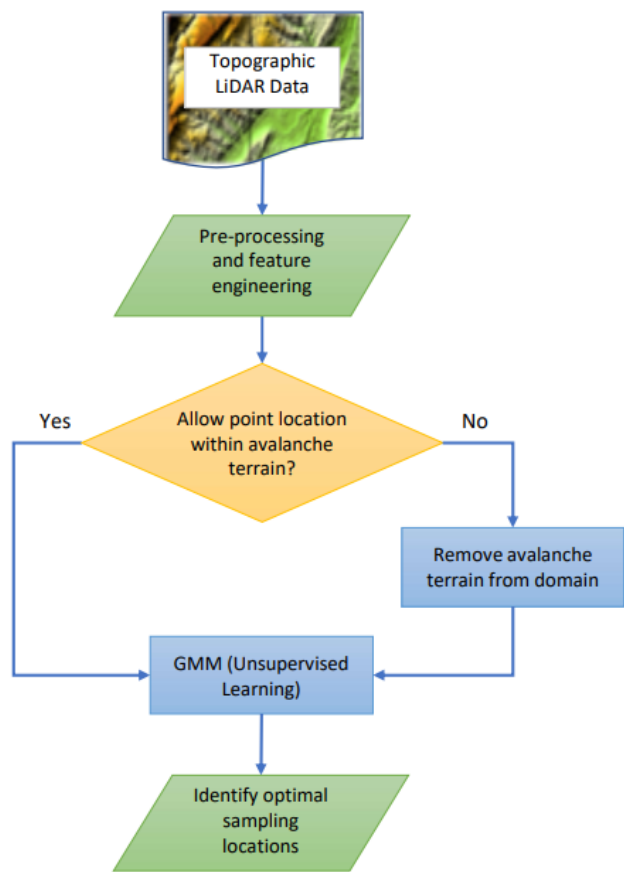 Topographic
LiDAR Data
Pre-processing
and feature
engineering
Allow point location
within avalanche
terrain?
Yes
No
Remove avalanche
terrain from domain
GMM (Unsupervised
Learning)
Identify optimal
sampling
locations